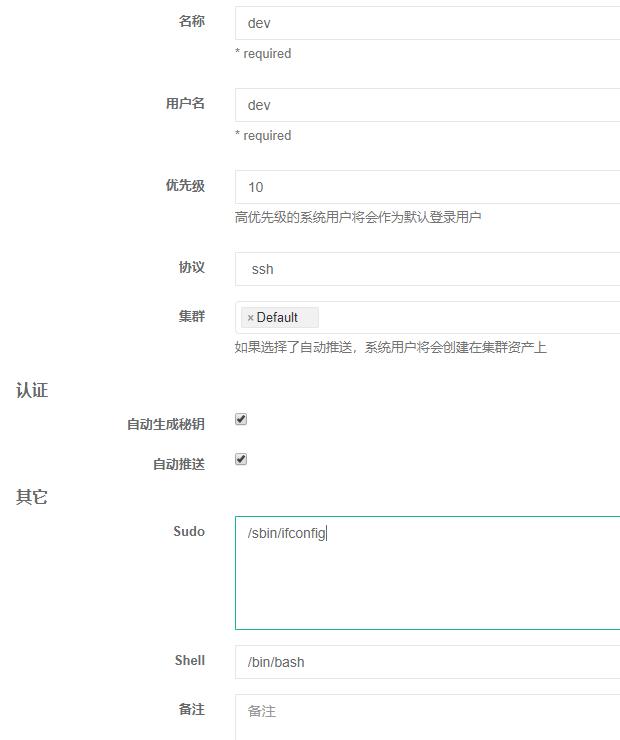 名称 dev
* required
用户名 dev
* required
优先级 10
高优先级的系统用户将会作为默认登录用户
协议 ssh
集群 × Default
如果选择了自动推送，系统用户将会创建在集群资产上
认证
自动生成秘钥
自动推送
其它
Sudo /sbin/ifconfig
Shell /bin/bash
备注 备注